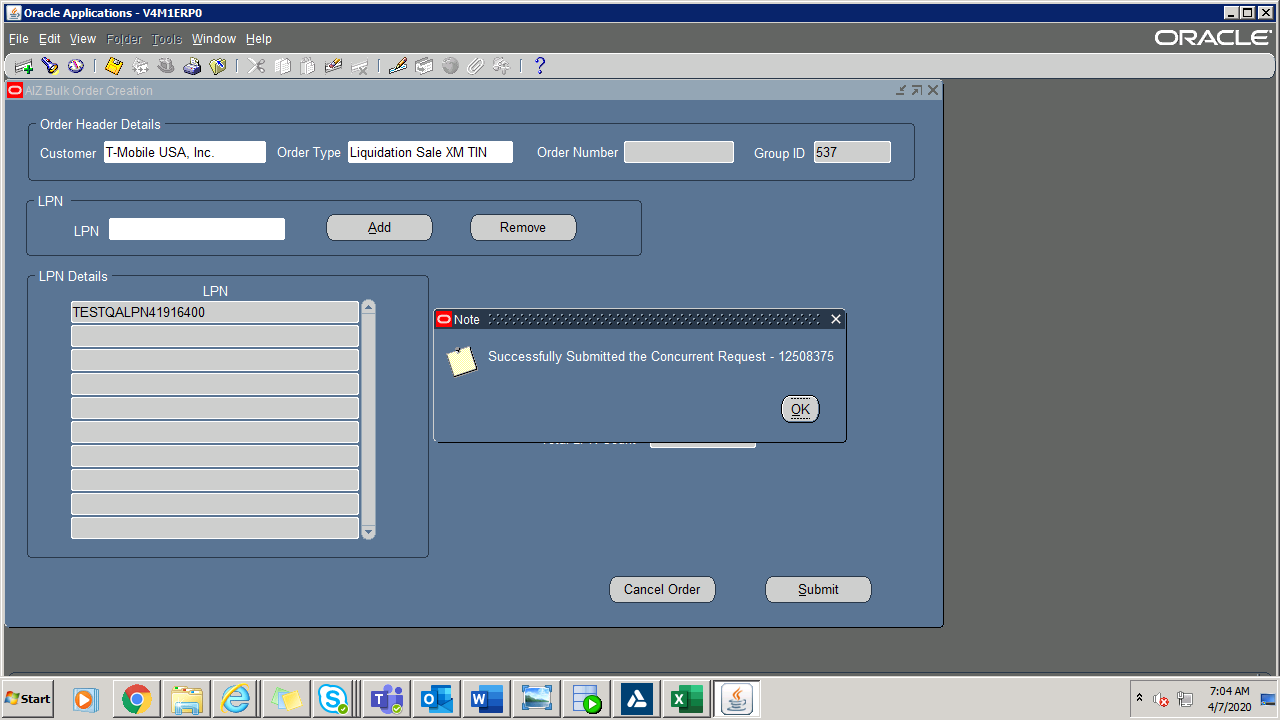 Oracle Applications - V4M1ERP0
File Edit View Folder Tools Window Help
ORACLE
AIZ Bulk Order Creation
Order Header Details
Customer T-Mobile USA, Inc. Order Type Liquidation Sale XM TIN Order Number Group ID 537
LPN
LPN Add Remove
LPN Details
LPN
TESTQALPN41916400
Note
Successfully Submitted the Concurrent Request - 12508375
OK
Cancel Order Submit
Start
7:04 AM
4/7/2020